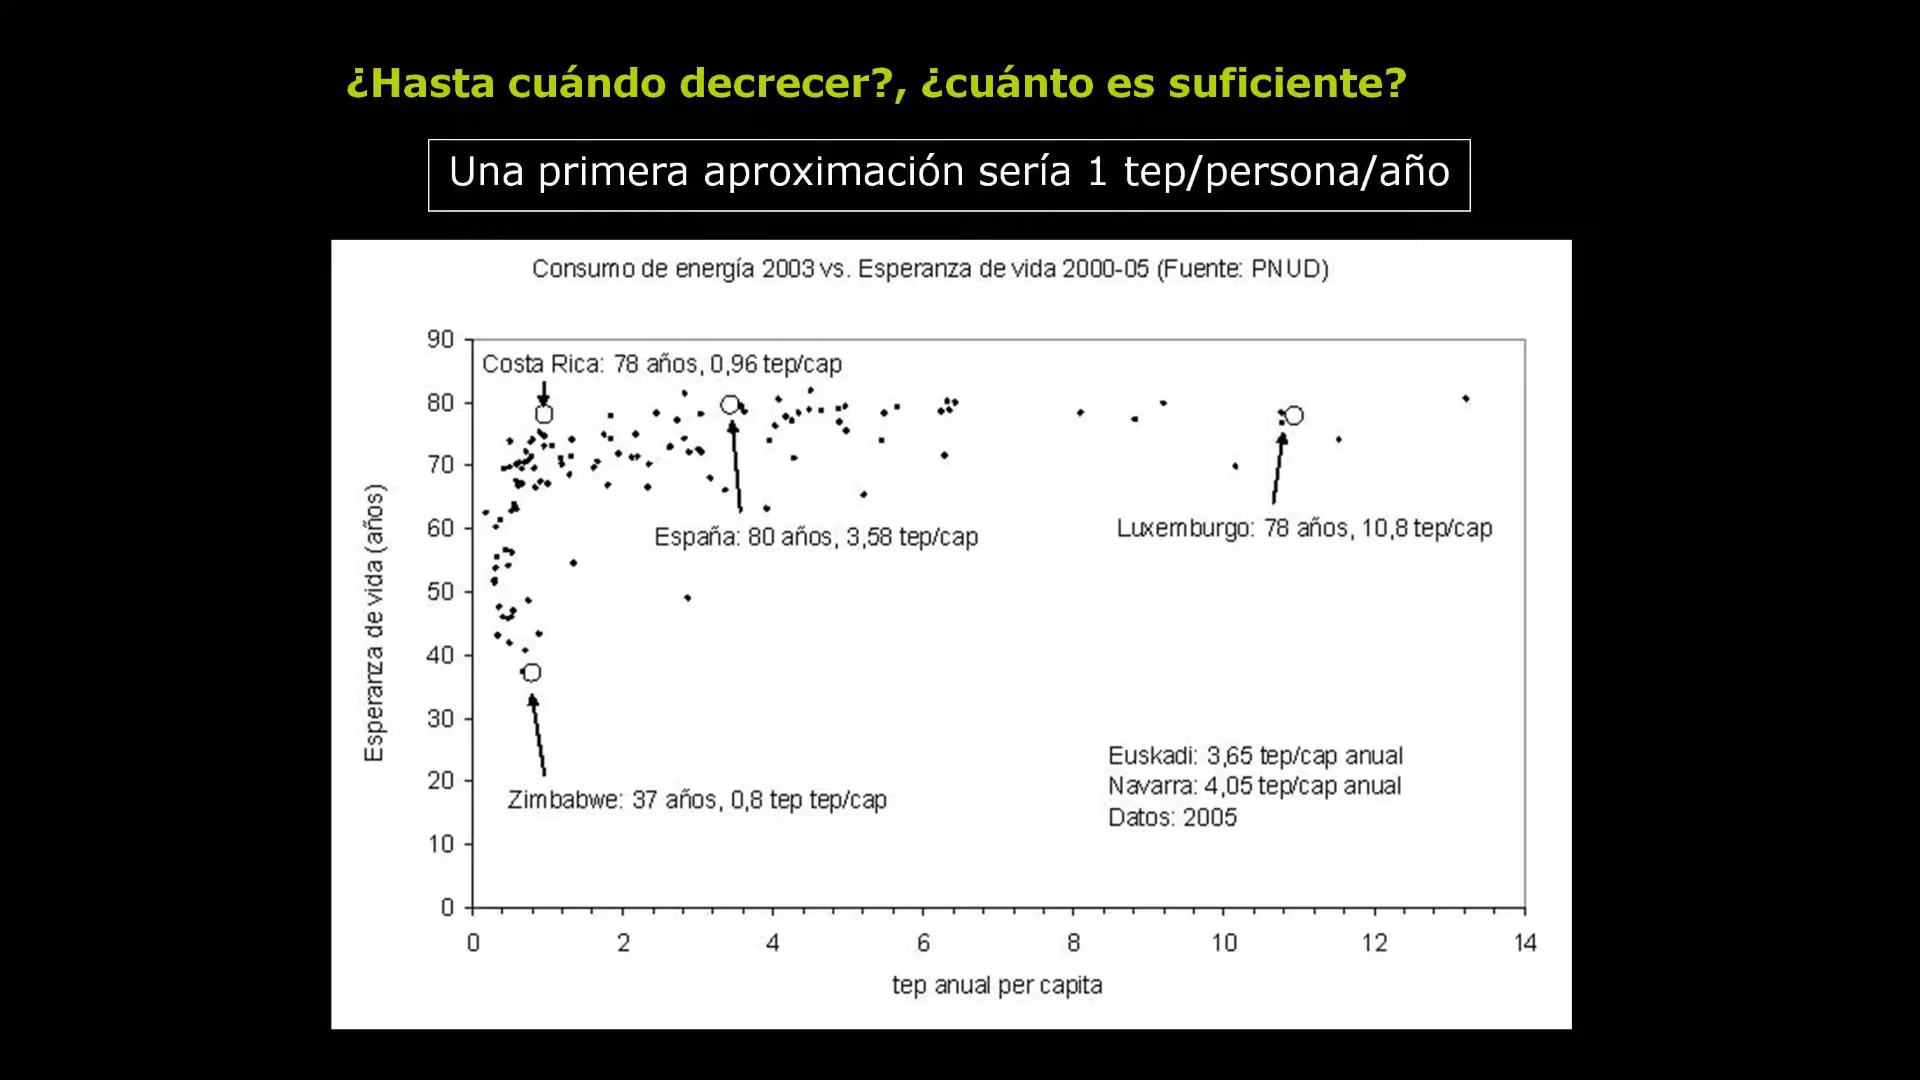 ¿Hasta cuándo decrecer?, ¿cuánto es suficiente?
Una primera aproximación sería 1 tep/persona/año
Consumo de energía 2003 vs. Esperanza de vida 2000-05 (Fuente: PNUD)
90
80
70
60
50
40
30
20
10
0
Esperanza de vida (años)
Costa Rica: 78 años, 0,96 tep/cap
España: 80 años, 3,58 tep/cap
Luxemburgo: 78 años, 10,8 tep/cap
Zimbabwe: 37 años, 0,8 tep tep/cap
Euskadi: 3,65 tep/cap anual
Navarra: 4,05 tep/cap anual
Datos: 2005
0 2 4 6 8 10 12 14
tep anual per capita